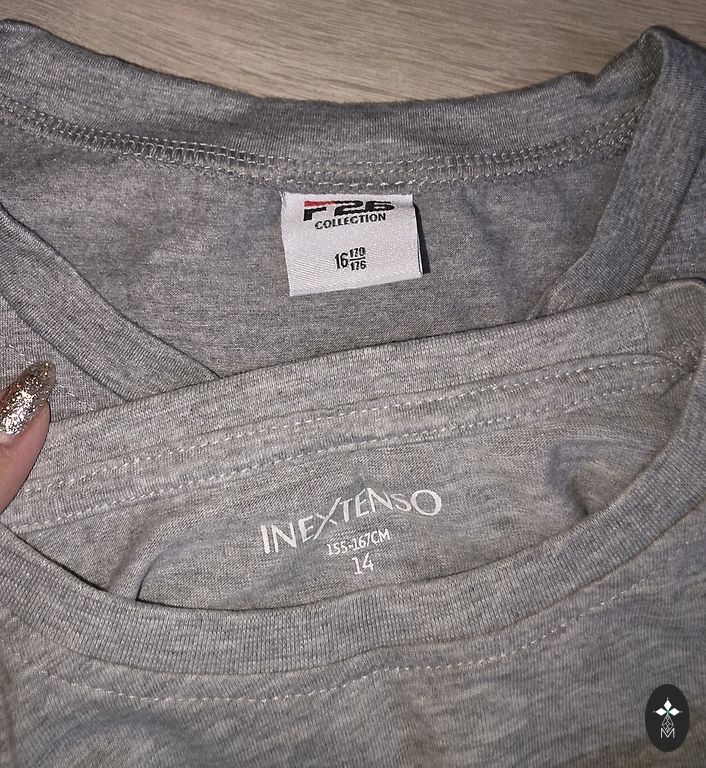 F26
COLLECTION
16 170/176
INEXTENSO
155-167CM
14
M